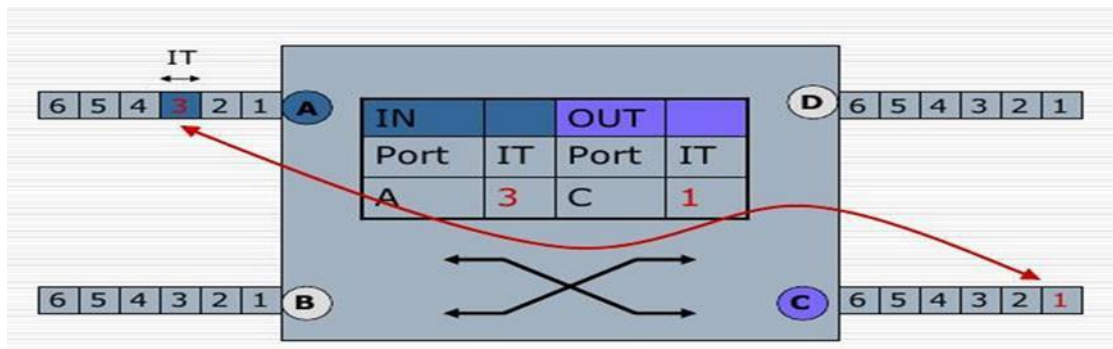 IT
6 5 4 3 2 1 A
D 6 5 4 3 2 1
IN OUT
Port IT Port IT
A 3 C 1
6 5 4 3 2 1 B
C 6 5 4 3 2 1